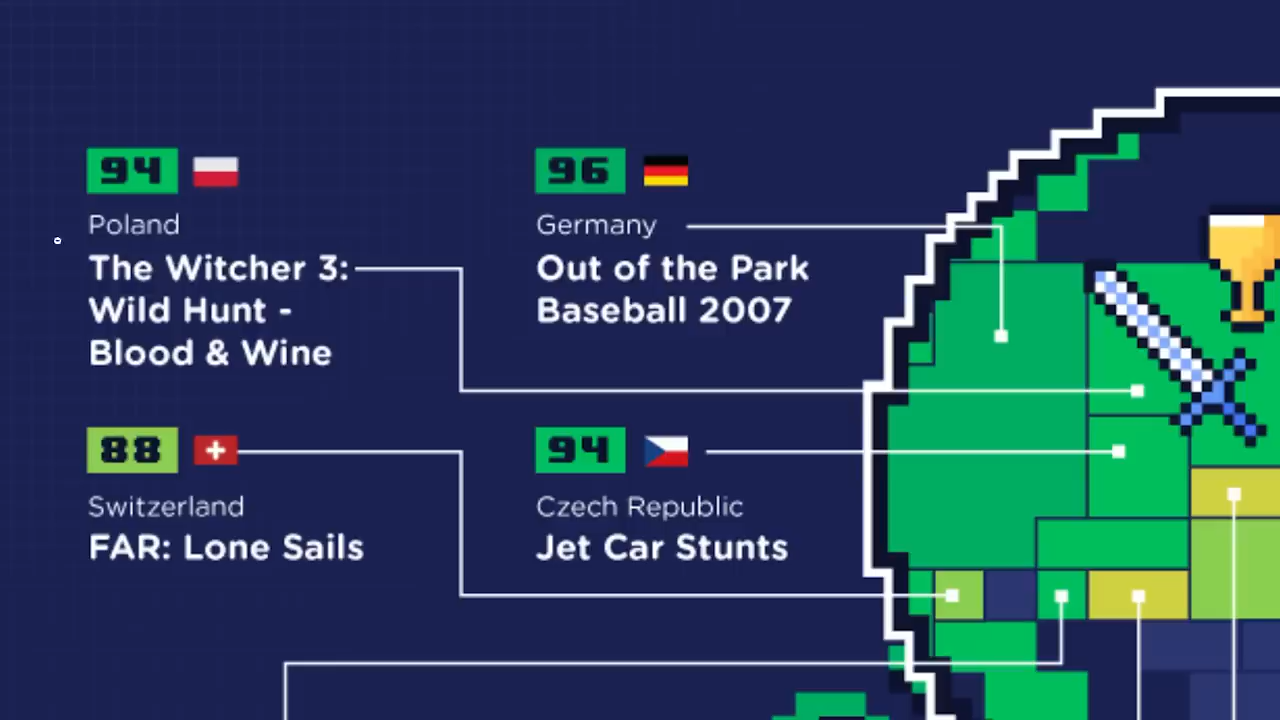 94
Poland
The Witcher 3:
Wild Hunt -
Blood & Wine
96
Germany
Out of the Park
Baseball 2007
88
Switzerland
FAR: Lone Sails
94
Czech Republic
Jet Car Stunts